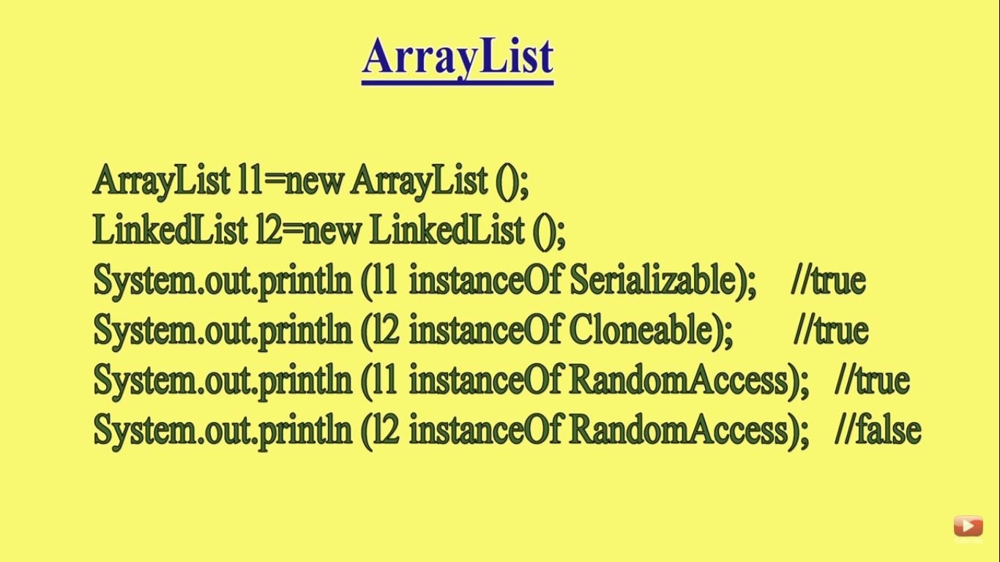 ArrayList
ArrayList l1=new ArrayList ();
LinkedList l2=new LinkedList ();
System.out.println (l1 instanceOf Serializable); //true
System.out.println (l2 instanceOf Cloneable); //true
System.out.println (l1 instanceOf RandomAccess); //true
System.out.println (l2 instanceOf RandomAccess); //false